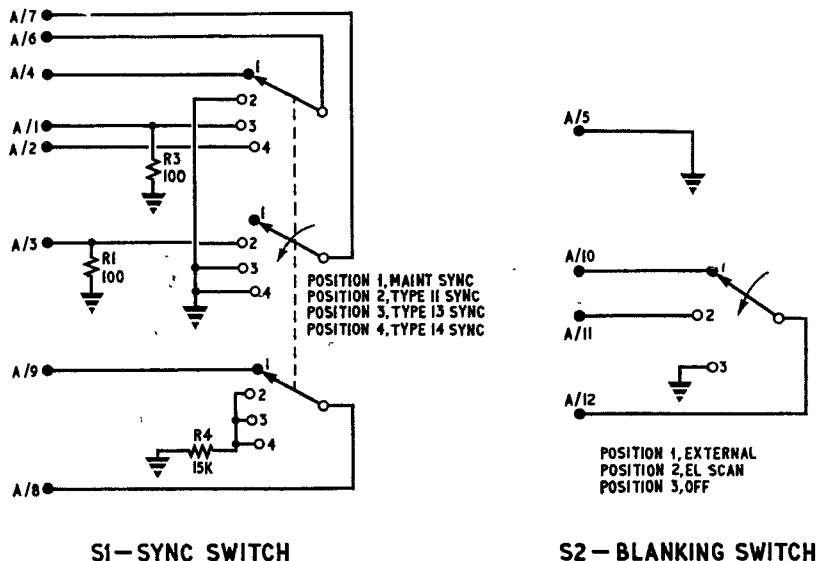 A/7
A/6
A/4
1
2
A/1
3
A/2
4
R3
100
A/3
1
2
R1
100
3
4
POSITION 1, MAINT SYNC
POSITION 2, TYPE 11 SYNC
POSITION 3, TYPE 13 SYNC
POSITION 4, TYPE 14 SYNC
A/9
1
2
3
4
R4
15K
A/8
S1—SYNC SWITCH
A/5
A/10
1
A/11
2
3
A/12
POSITION 1, EXTERNAL
POSITION 2, EL SCAN
POSITION 3, OFF
S2—BLANKING SWITCH